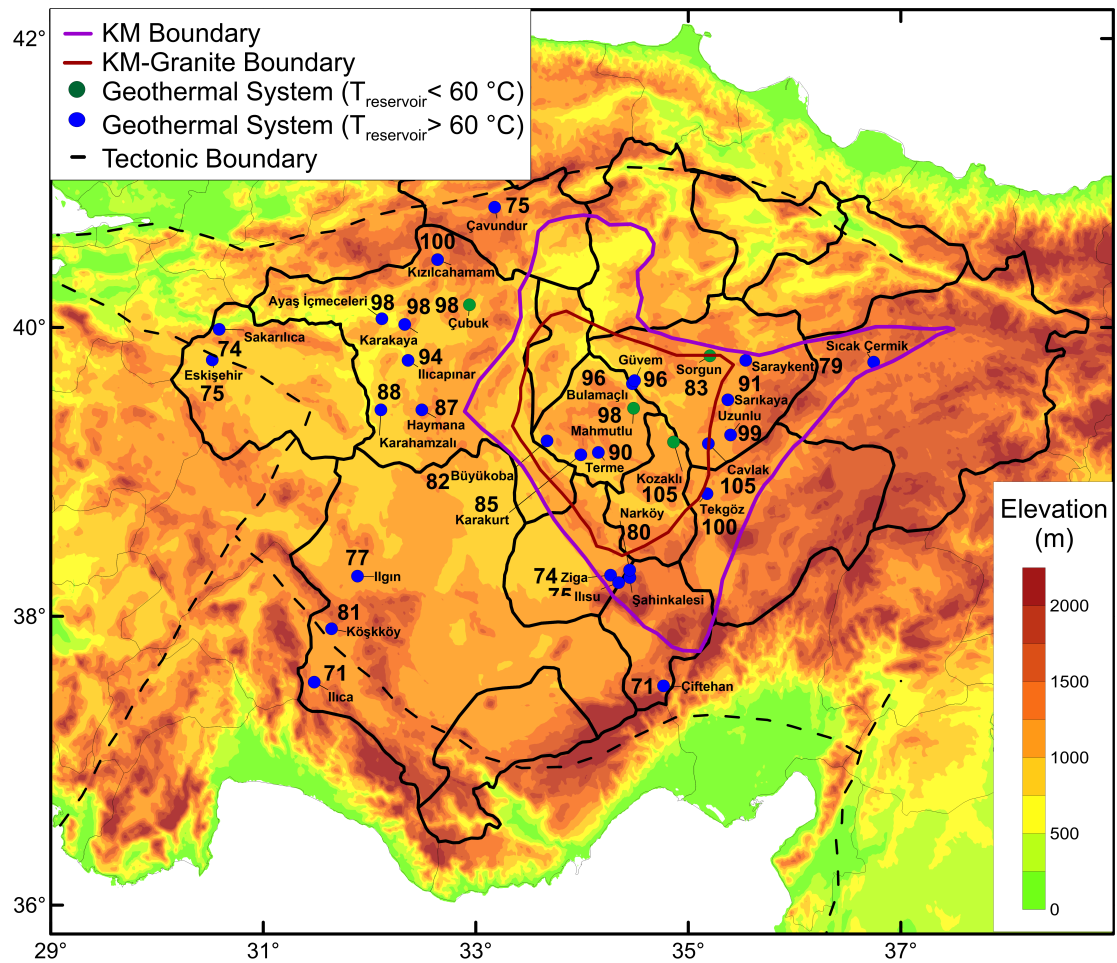 42°
40°
38°
36°
KM Boundary
KM-Granite Boundary
Geothermal System (Treservoir< 60 °C)
Geothermal System (Treservoir> 60 °C)
Tectonic Boundary
75
Çavundur
100
Kızılcahamam
Ayaş İçmeceleri
98
98
98
Karakaya
Çubuk
Sakarılıca
74
Eskişehir
75
94
Ilıcapınar
88
87
Haymana
Karahamzalı
Güvem
96
96
Bulamaçlı
98
Mahmutlu
Sorgun
83
Saraykent
79
Sıcak Çermik
91
Sarıkaya
Uzunlu
99
Büyükoba
82
90
Terme
85
Karakurt
Kozaklı
105
Cavlak
105
Tekgöz
100
Narköy
80
77
Ilgın
74
Ziga
75
Ilısu
Şahinkalesi
81
Köşkköy
71
Ilıca
71
Çiftehan
Elevation
(m)
2000
1500
1000
500
0
29°
31°
33°
35°
37°